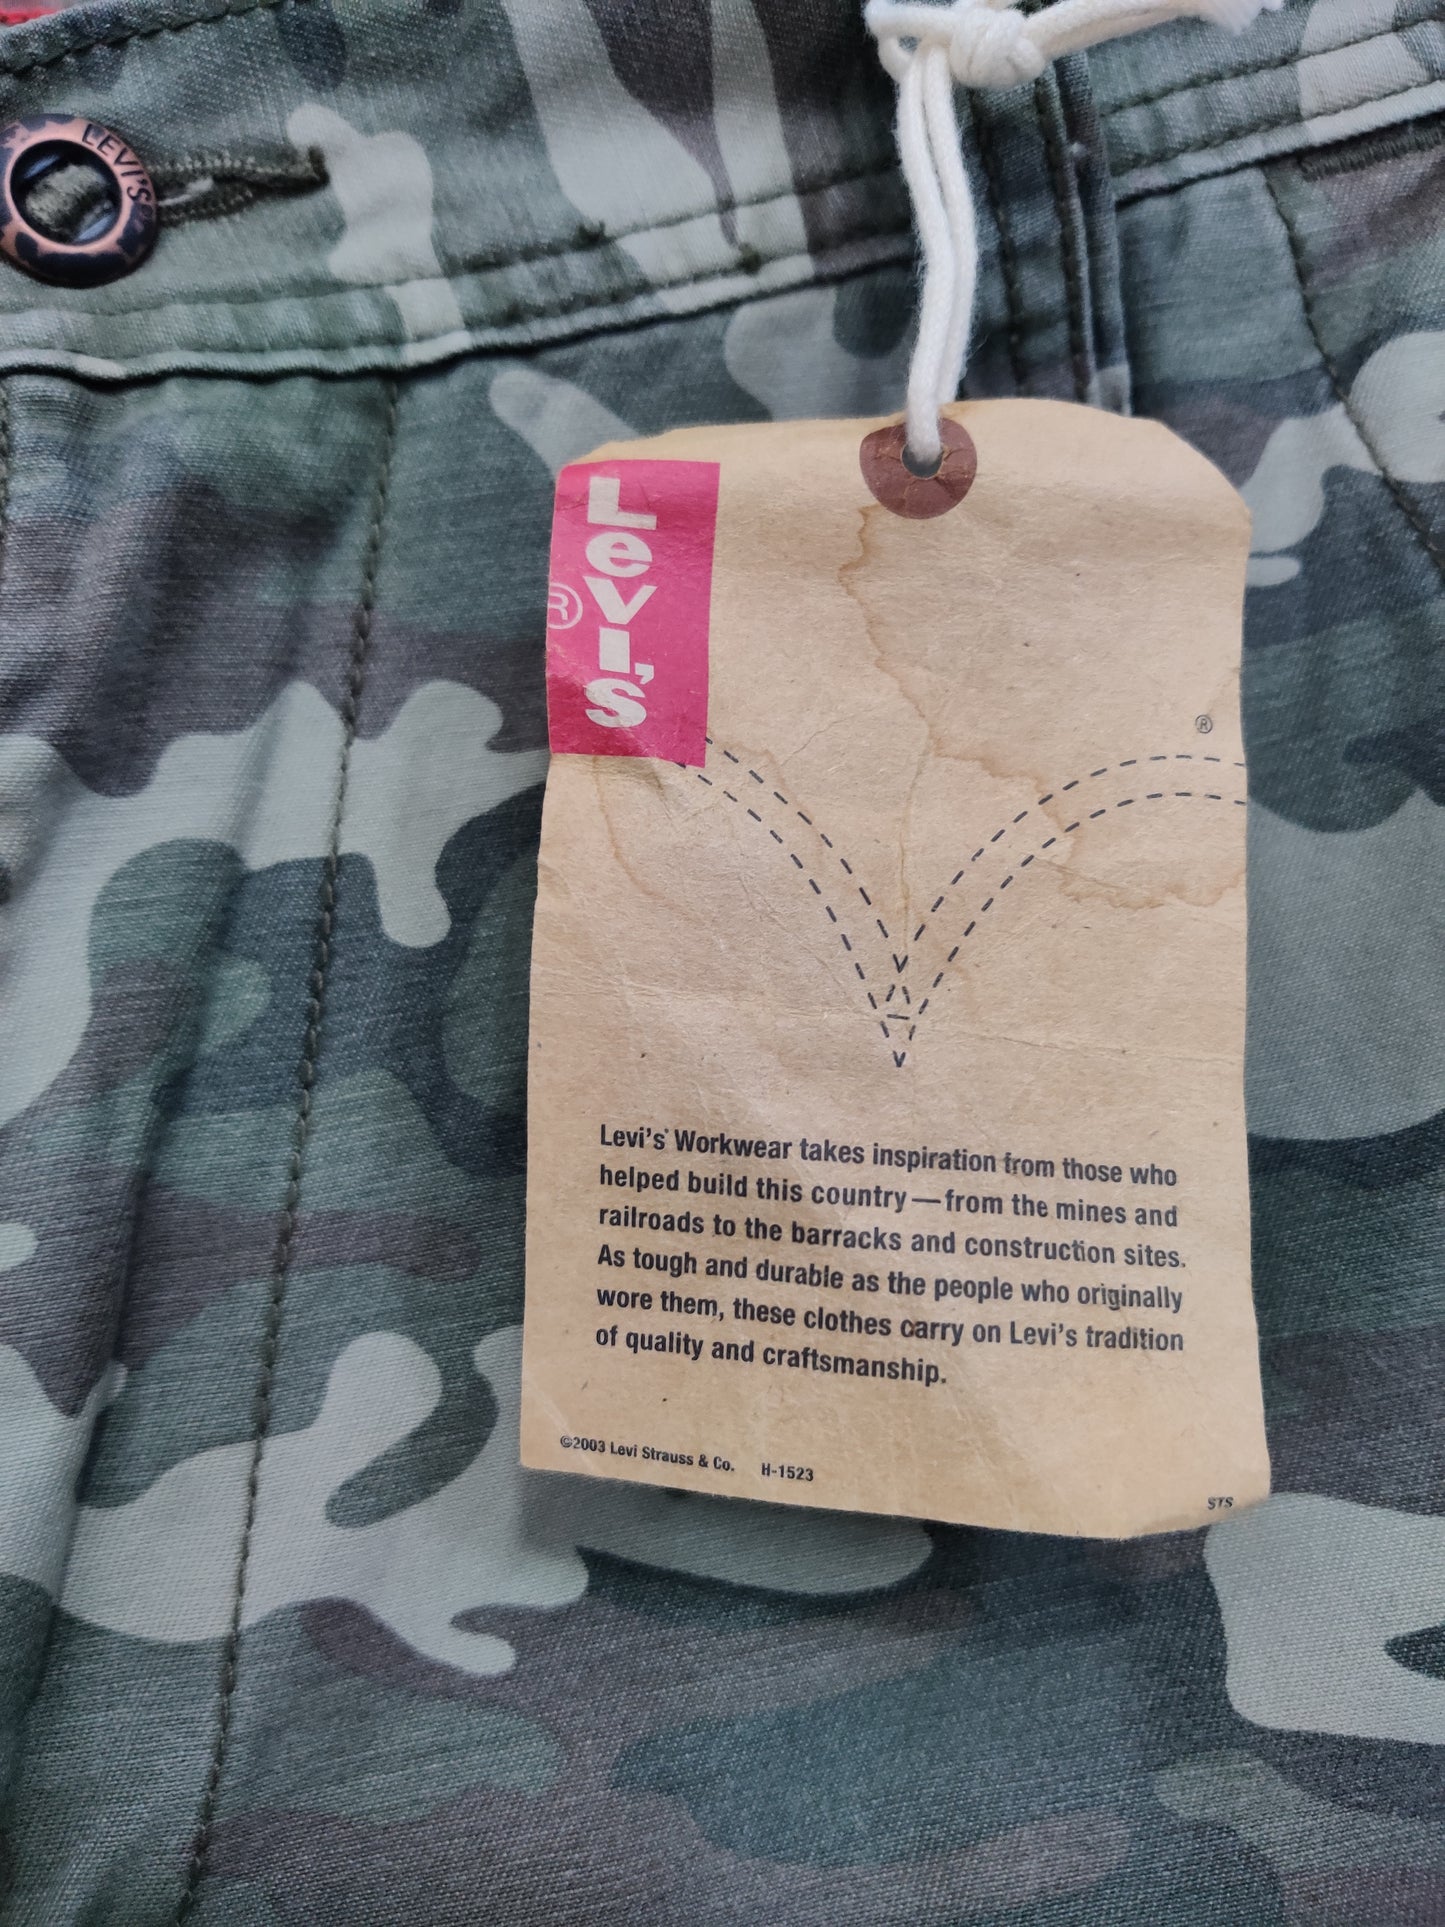 LEVI'S
Levi's
®
®
Levi's® Workwear takes inspiration from those who
helped build this country — from the mines and
railroads to the barracks and construction sites.
As tough and durable as the people who originally
wore them, these clothes carry on Levi's tradition
of quality and craftsmanship.
©2003 Levi Strauss & Co. H-1523
STS